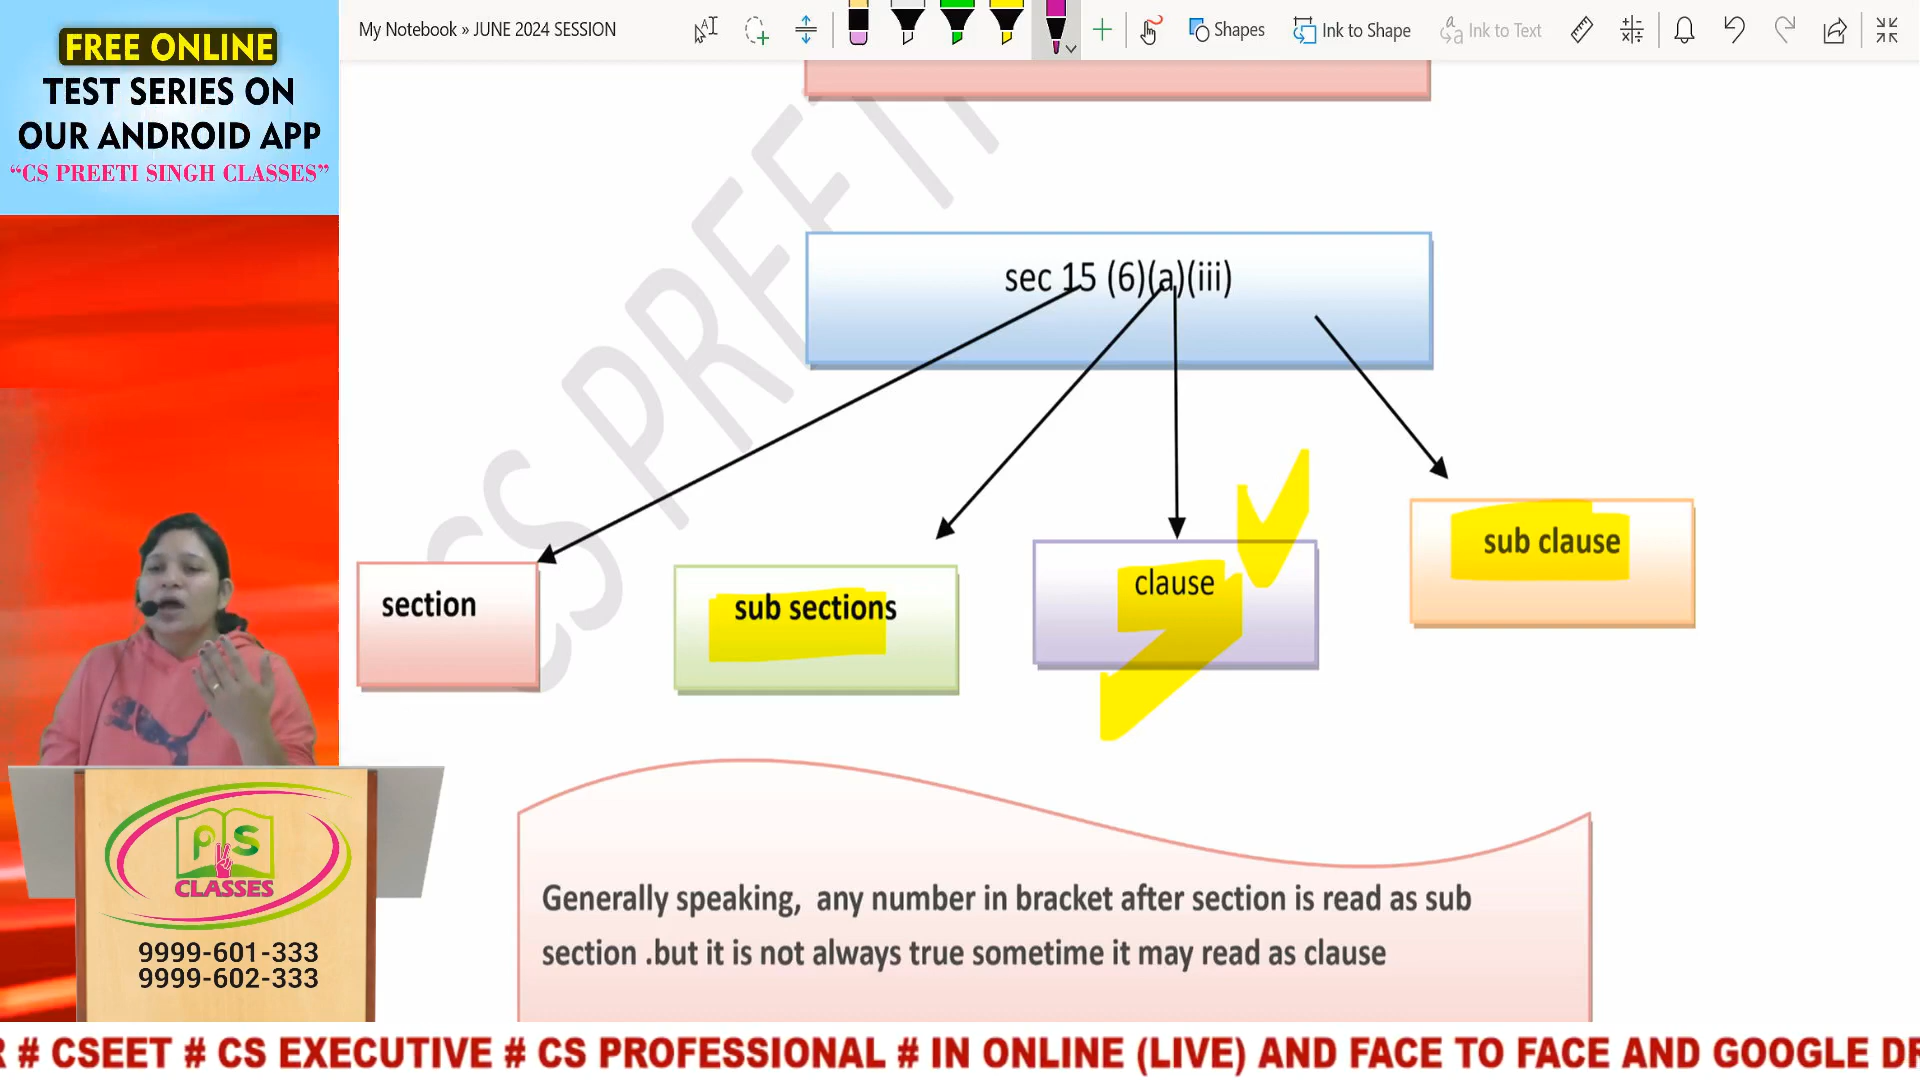 FREE ONLINE
TEST SERIES ON
OUR ANDROID APP
“CS PREETI SINGH CLASSES”
My Notebook » JUNE 2024 SESSION
Shapes
Ink to Shape
Ink to Text
CS PREETI
sec 15 (6)(a)(iii)
section
sub sections
clause
sub clause
Generally speaking, any number in bracket after section is read as sub
section .but it is not always true sometime it may read as clause
PS
CLASSES
9999-601-333
9999-602-333
R # CSEET # CS EXECUTIVE # CS PROFESSIONAL # IN ONLINE (LIVE) AND FACE TO FACE AND GOOGLE DR